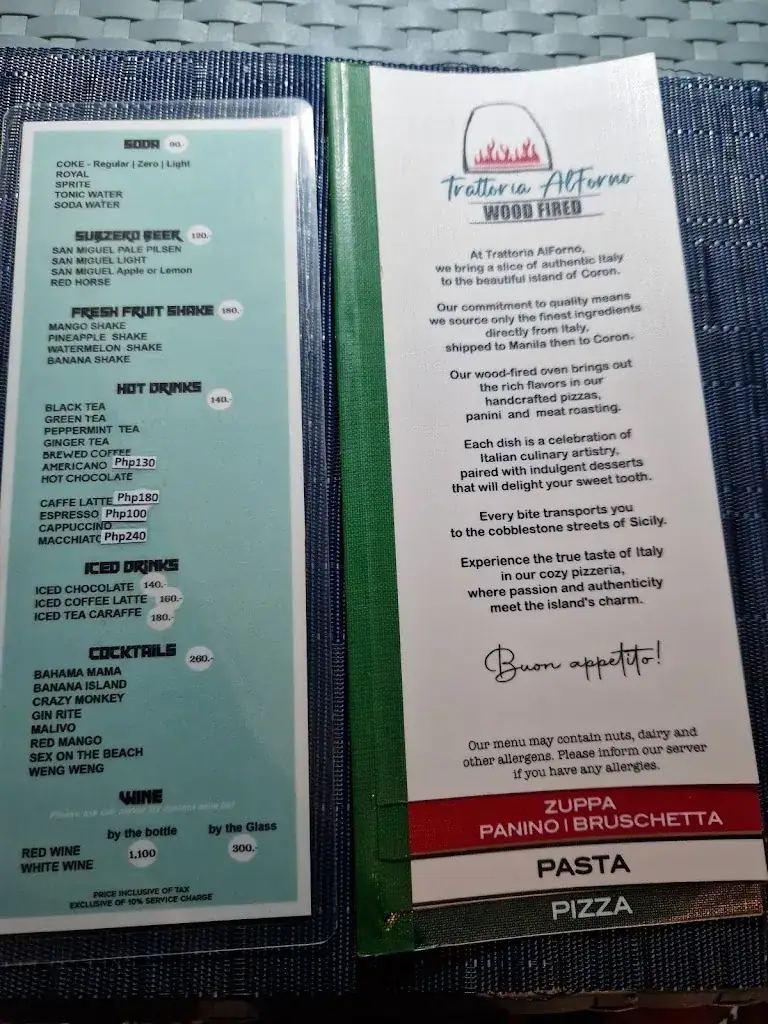 SODA 90.-
COKE - Regular | Zero | Light
ROYAL
SPRITE
TONIC WATER
SODA WATER
SUBZERO BEER 120.-
SAN MIGUEL PALE PILSEN
SAN MIGUEL LIGHT
SAN MIGUEL Apple or Lemon
RED HORSE
FRESH FRUIT SHAKE 180.-
MANGO SHAKE
PINEAPPLE SHAKE
WATERMELON SHAKE
BANANA SHAKE
HOT DRINKS 140.-
BLACK TEA
GREEN TEA
PEPPERMINT TEA
GINGER TEA
BREWED COFFEE
AMERICANO Php130
HOT CHOCOLATE
CAFFE LATTE Php180
ESPRESSO Php100
CAPPUCCINO
MACCHIATO Php240
ICED DRINKS
ICED CHOCOLATE 140.-
ICED COFFEE LATTE 160.-
ICED TEA CARAFFE 180.-
COCKTAILS 260.-
BAHAMA MAMA
BANANA ISLAND
CRAZY MONKEY
GIN RITE
MALIVO
RED MANGO
SEX ON THE BEACH
WENG WENG
WINE
by the bottle by the Glass
RED WINE
WHITE WINE
1,100 300.-
PRICE INCLUSIVE OF TAX
EXCLUSIVE OF 10% SERVICE CHARGE
Trattoria AlForno
WOOD FIRED
At Trattoria AlForno,
we bring a slice of authentic Italy
to the beautiful island of Coron.
Our commitment to quality means
we source only the finest ingredients
directly from Italy,
shipped to Manila then to Coron.
Our wood-fired oven brings out
the rich flavors in our
handcrafted pizzas,
panini and meat roasting.
Each dish is a celebration of
Italian culinary artistry,
paired with indulgent desserts
that will delight your sweet tooth.
Every bite transports you
to the cobblestone streets of Sicily.
Experience the true taste of Italy
in our cozy pizzeria,
where passion and authenticity
meet the island's charm.
Buon appetito!
Our menu may contain nuts, dairy and
other allergens. Please inform our server
if you have any allergies.
ZUPPA
PANINO | BRUSCHETTA
PASTA
PIZZA